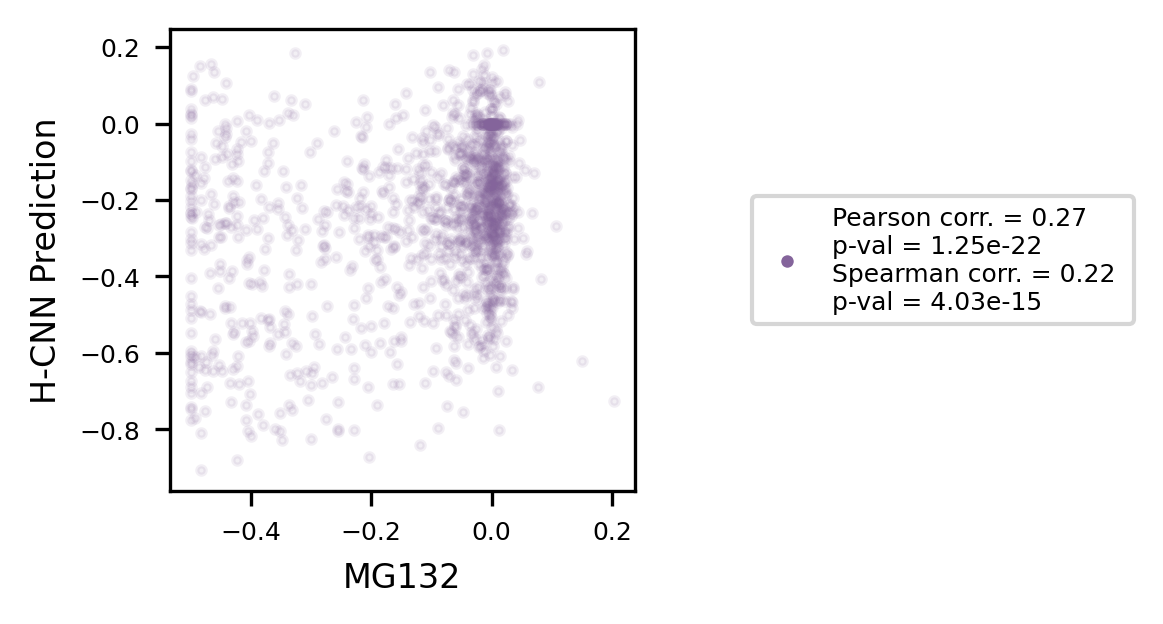 0.2
0.0
−0.2
−0.4
−0.6
−0.8
H-CNN Prediction
−0.4
−0.2
0.0
0.2
MG132
Pearson corr. = 0.27
p-val = 1.25e-22
Spearman corr. = 0.22
p-val = 4.03e-15